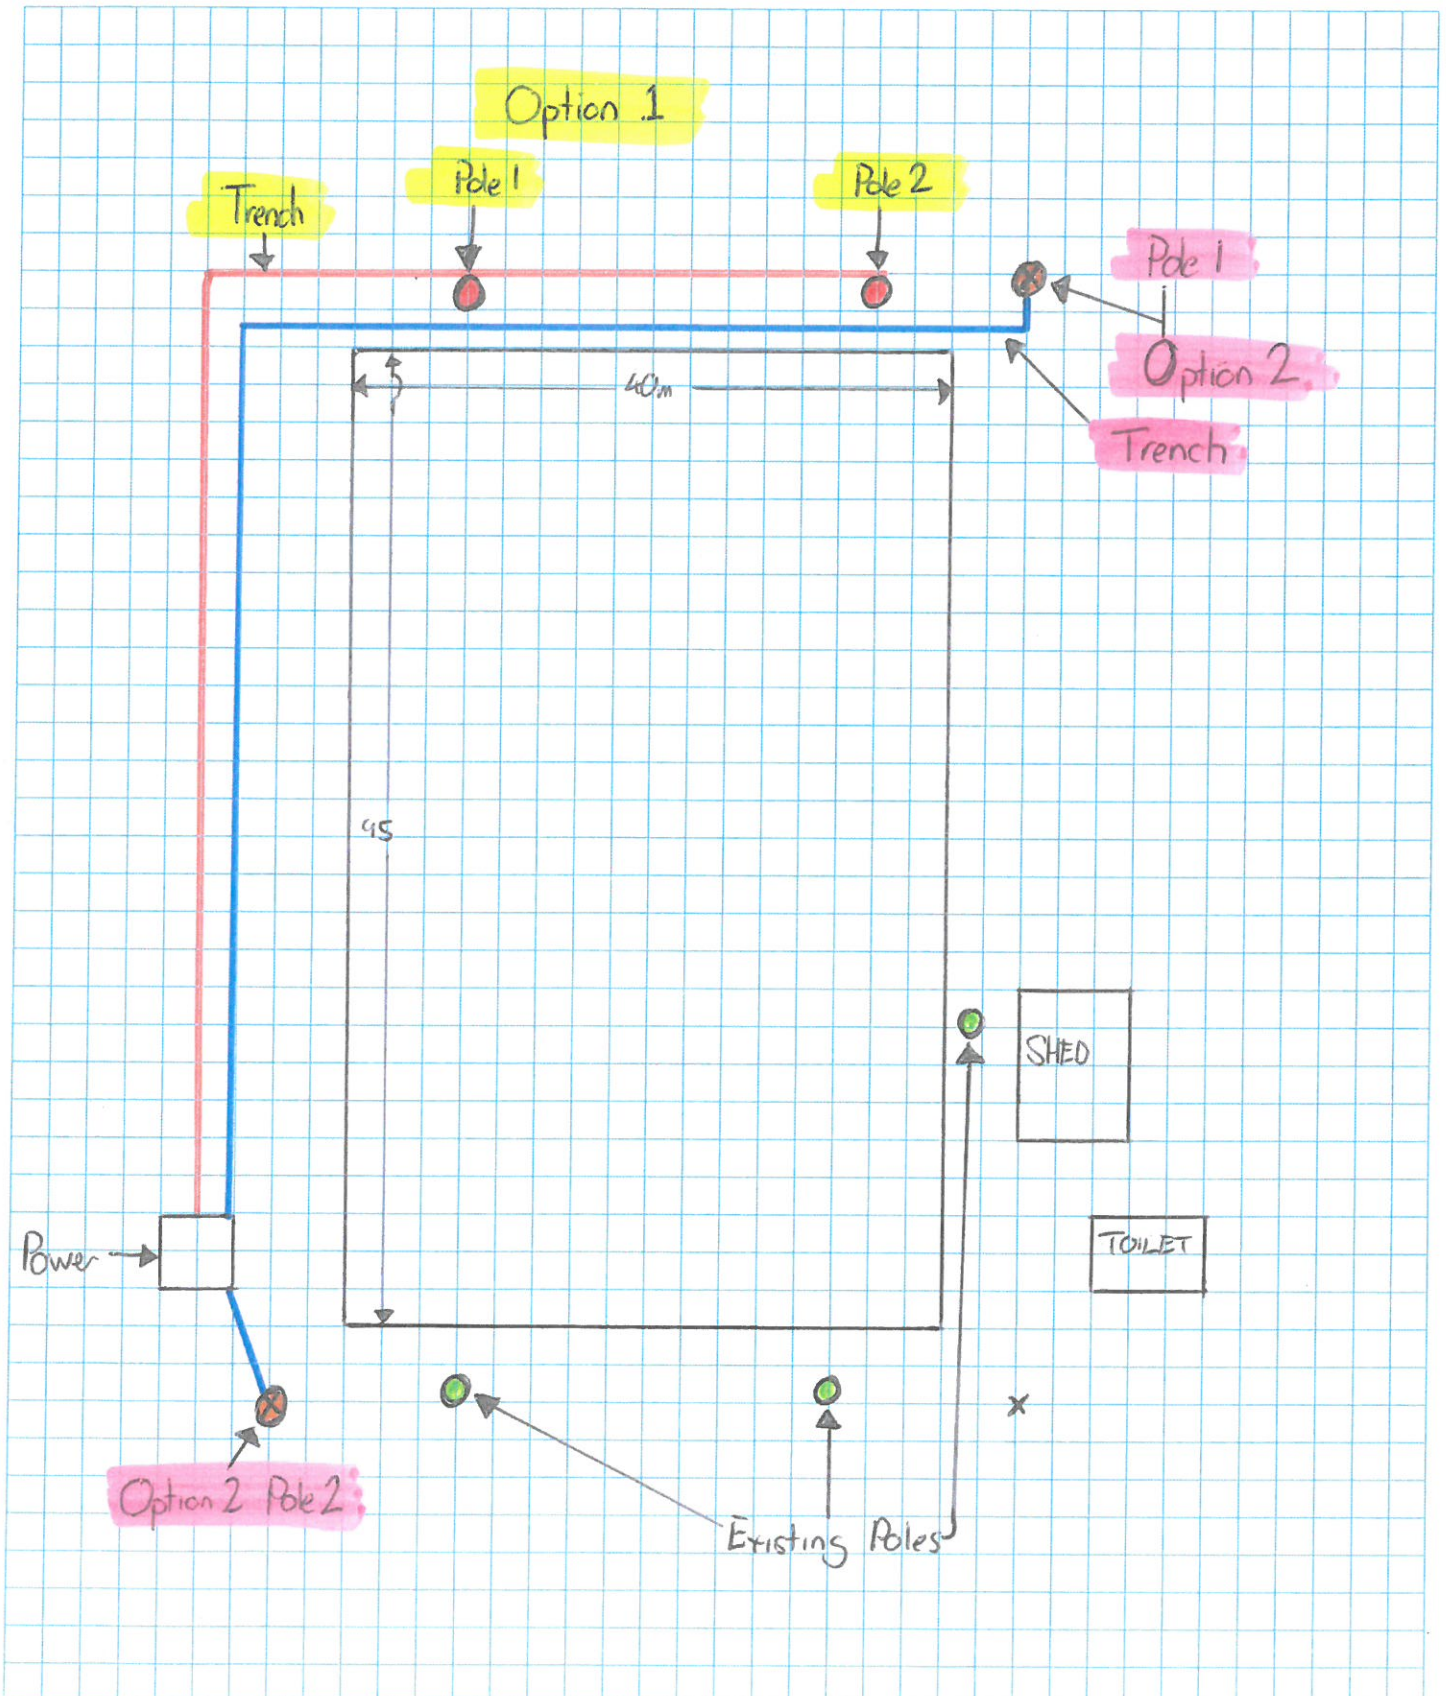 Option 1
Pole 1
Pole 2
Trench
Pole 1
Option 2
Trench
40m
95
SHED
TOILET
Power
Option 2 Pole 2
Existing Poles
x